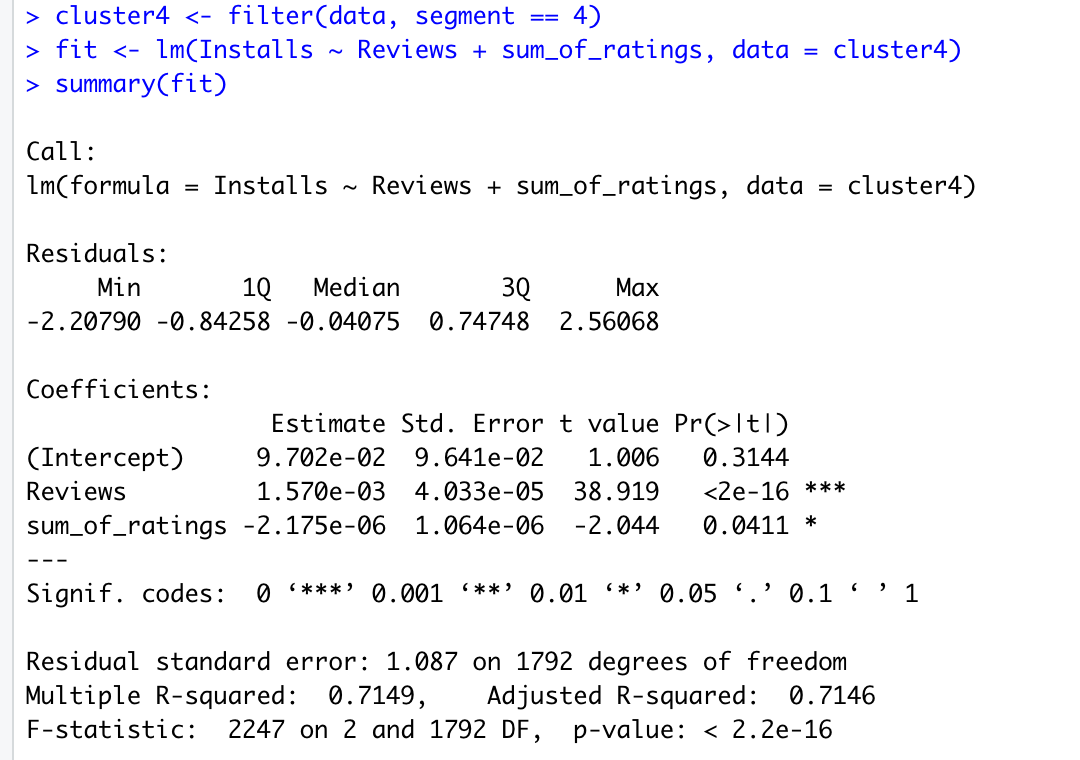 > cluster4 <- filter(data, segment == 4)
> fit <- lm(Installs ~ Reviews + sum_of_ratings, data = cluster4)
> summary(fit)
Call:
lm(formula = Installs ~ Reviews + sum_of_ratings, data = cluster4)
Residuals:
     Min       1Q   Median       3Q      Max
-2.20790 -0.84258 -0.04075  0.74748  2.56068
Coefficients:
                 Estimate Std. Error t value Pr(>|t|)
(Intercept)     9.702e-02  9.641e-02   1.006   0.3144
Reviews         1.570e-03  4.033e-05  38.919   <2e-16 ***
sum_of_ratings -2.175e-06  1.064e-06  -2.044   0.0411 *
---
Signif. codes:  0 ‘***’ 0.001 ‘**’ 0.01 ‘*’ 0.05 ‘.’ 0.1 ‘ ’ 1
Residual standard error: 1.087 on 1792 degrees of freedom
Multiple R-squared:  0.7149,    Adjusted R-squared:  0.7146
F-statistic:  2247 on 2 and 1792 DF,  p-value: < 2.2e-16